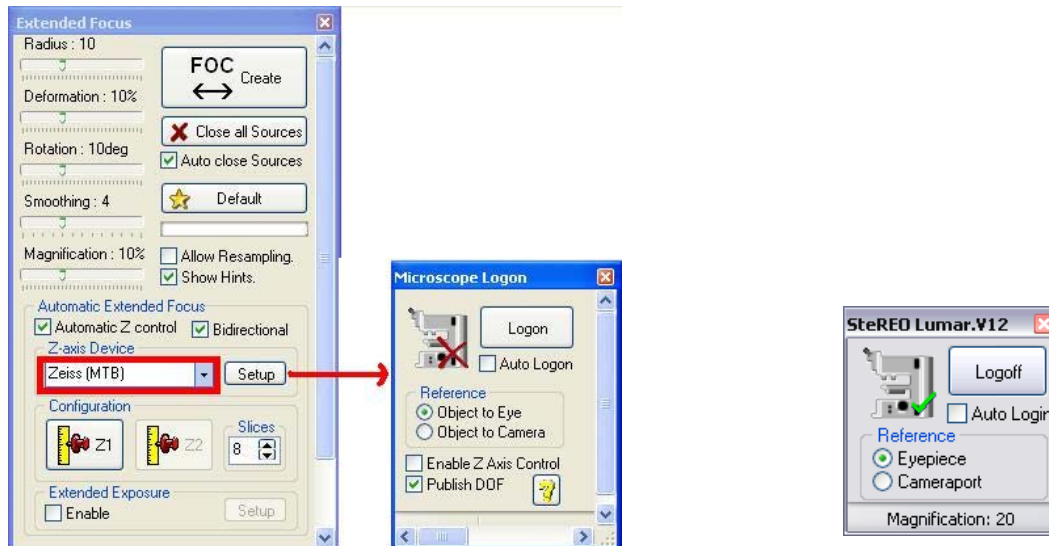 Extended Focus
Radius : 10
FOC
Create
Deformation : 10%
Close all Sources
Rotation : 10deg
Auto close Sources
Smoothing : 4
Default
Magnification : 10%
Allow Resampling.
Show Hints.
Automatic Extended Focus
Automatic Z control
Bidirectional
Z-axis Device
Zeiss (MTB)
Setup
Configuration
Z1
Z2
Slices
8
Extended Exposure
Enable
Setup
Microscope Logon
Logon
Auto Logon
Reference
Object to Eye
Object to Camera
Enable Z Axis Control
Publish DOF
SteREO Lumar.V12
Logoff
Auto Login
Reference
Eyepiece
Cameraport
Magnification: 20